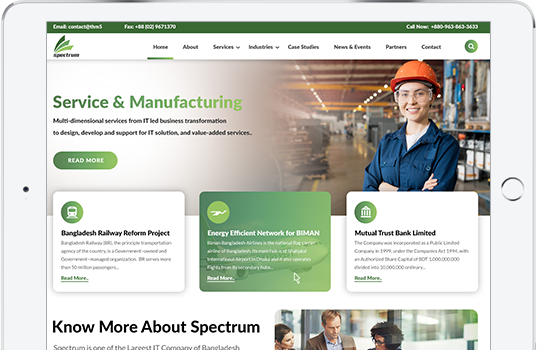 Email: contact@thm5 Fax: +88 (02) 9671370 Call Now: +880-963-863-3633
spectrum
Home About Services Industries Case Studies News & Events Partners Contact
Service & Manufacturing
Multi-dimensional services from IT led business transformation
to design, develop and support for IT solution, and value-added services..
READ MORE
Bangladesh Railway Reform Project
Bangladesh Railway (BR), the principle transportation
agency of the country, is a Government-owned and
Government-managed organization. BR serves more
than 50 million passengers...
Read More..
Energy Efficient Network for BIMAN
Biman Bangladesh Airlines is the national flag carrier
airline of Bangladesh. Its main hub is at Shahjalal
International Airport in Dhaka and it also operates
flights from its secondary hubs...
Read More..
Mutual Trust Bank Limited
The Company was incorporated as a Public Limited
Company in 1999, under the Companies Act 1994, with
an Authorized Share Capital of BDT 1,000,000,000
divided into 10,000,000 ordinary...
Read More..
Know More About Spectrum
Spectrum is one of the Largest IT Company of Bangladesh